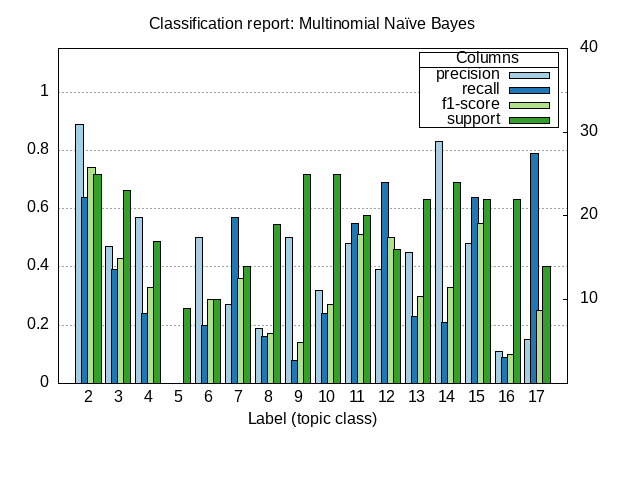 Classification report: Multinomial Naïve Bayes
Columns
precision
recall
f1-score
support
40
30
20
10
1
0.8
0.6
0.4
0.2
0
2 3 4 5 6 7 8 9 10 11 12 13 14 15 16 17
Label (topic class)